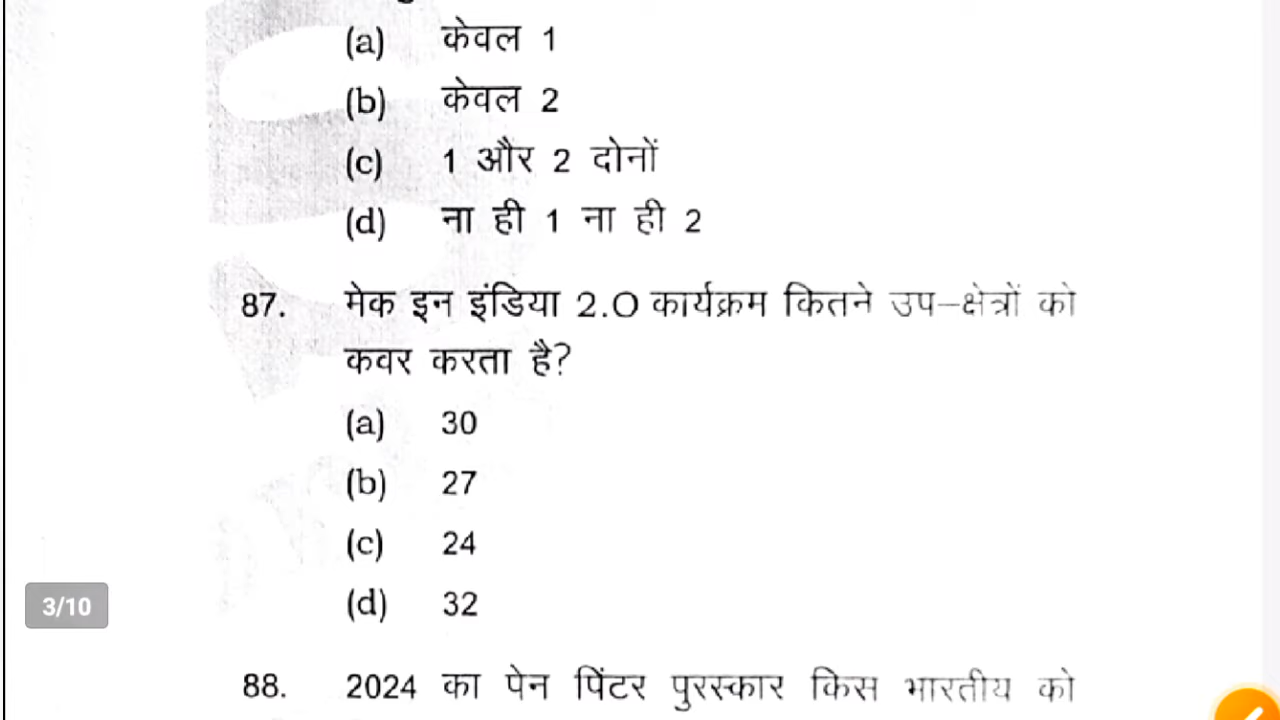 (a) केवल 1
(b) केवल 2
(c) 1 और 2 दोनों
(d) ना ही 1 ना ही 2
87. मेक इन इंडिया 2.O कार्यक्रम कितने उप–क्षेत्रों को
कवर करता है?
(a) 30
(b) 27
(c) 24
(d) 32
3/10
88. 2024 का पेन पिंटर पुरस्कार किस भारतीय को